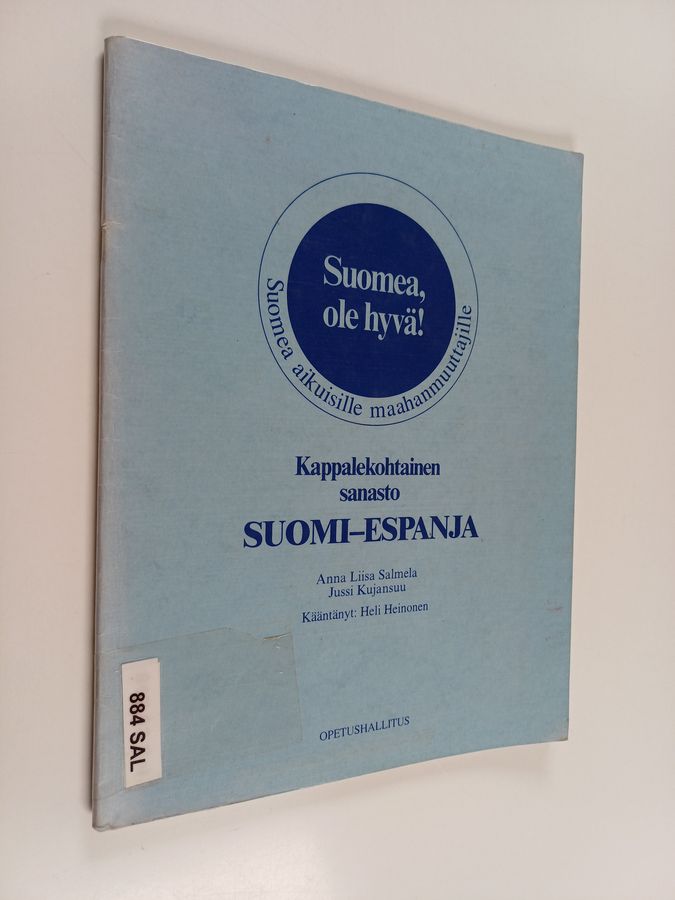 Suomea,
ole hyvä!
Suomea aikuisille maahanmuuttajille
Kappalekohtainen
sanasto
SUOMI–ESPANJA
Anna Liisa Salmela
Jussi Kujansuu
Kääntänyt: Heli Heinonen
884 SAL
OPETUSHALLITUS